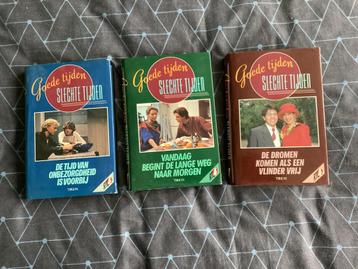 Goede tijden
SLECHTE TIJDEN
DE TIJD VAN
ONBEZORGDHEID
IS VOORBIJ
Goede tijden
SLECHTE TIJDEN
VANDAAG
BEGINT DE LANGE WEG
NAAR MORGEN
Goede tijden
SLECHTE TIJDEN
DE DROMEN
KOMEN ALS EEN
VLINDER VRIJ